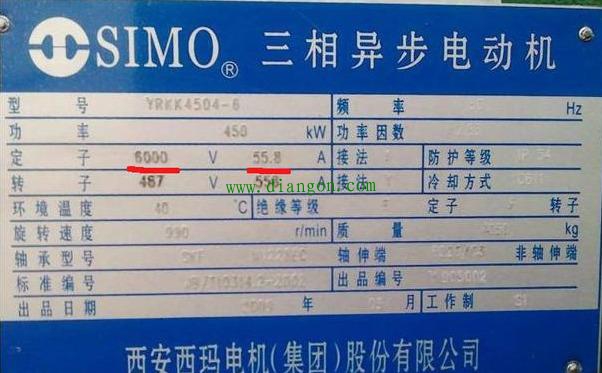 SIMO® 三相异步电动机
型号 YRKK4504-6 频率 Hz
功率 450 kW 功率因数
定子 6000 V 55.8 A 接法 Y 防护等级 IP54
转子 487 V A 接法 Y 冷却方式
www.diangon.com
环境温度 40 °C 绝缘等级 F 定子 F 转子
旋转速度 990 r/min 质量 kg
轴承型号 SKF 轴伸端 非轴伸端
标准编号 出品编号
出品日期 年 月 工作制 S1
西安西玛电机(集团)股份有限公司